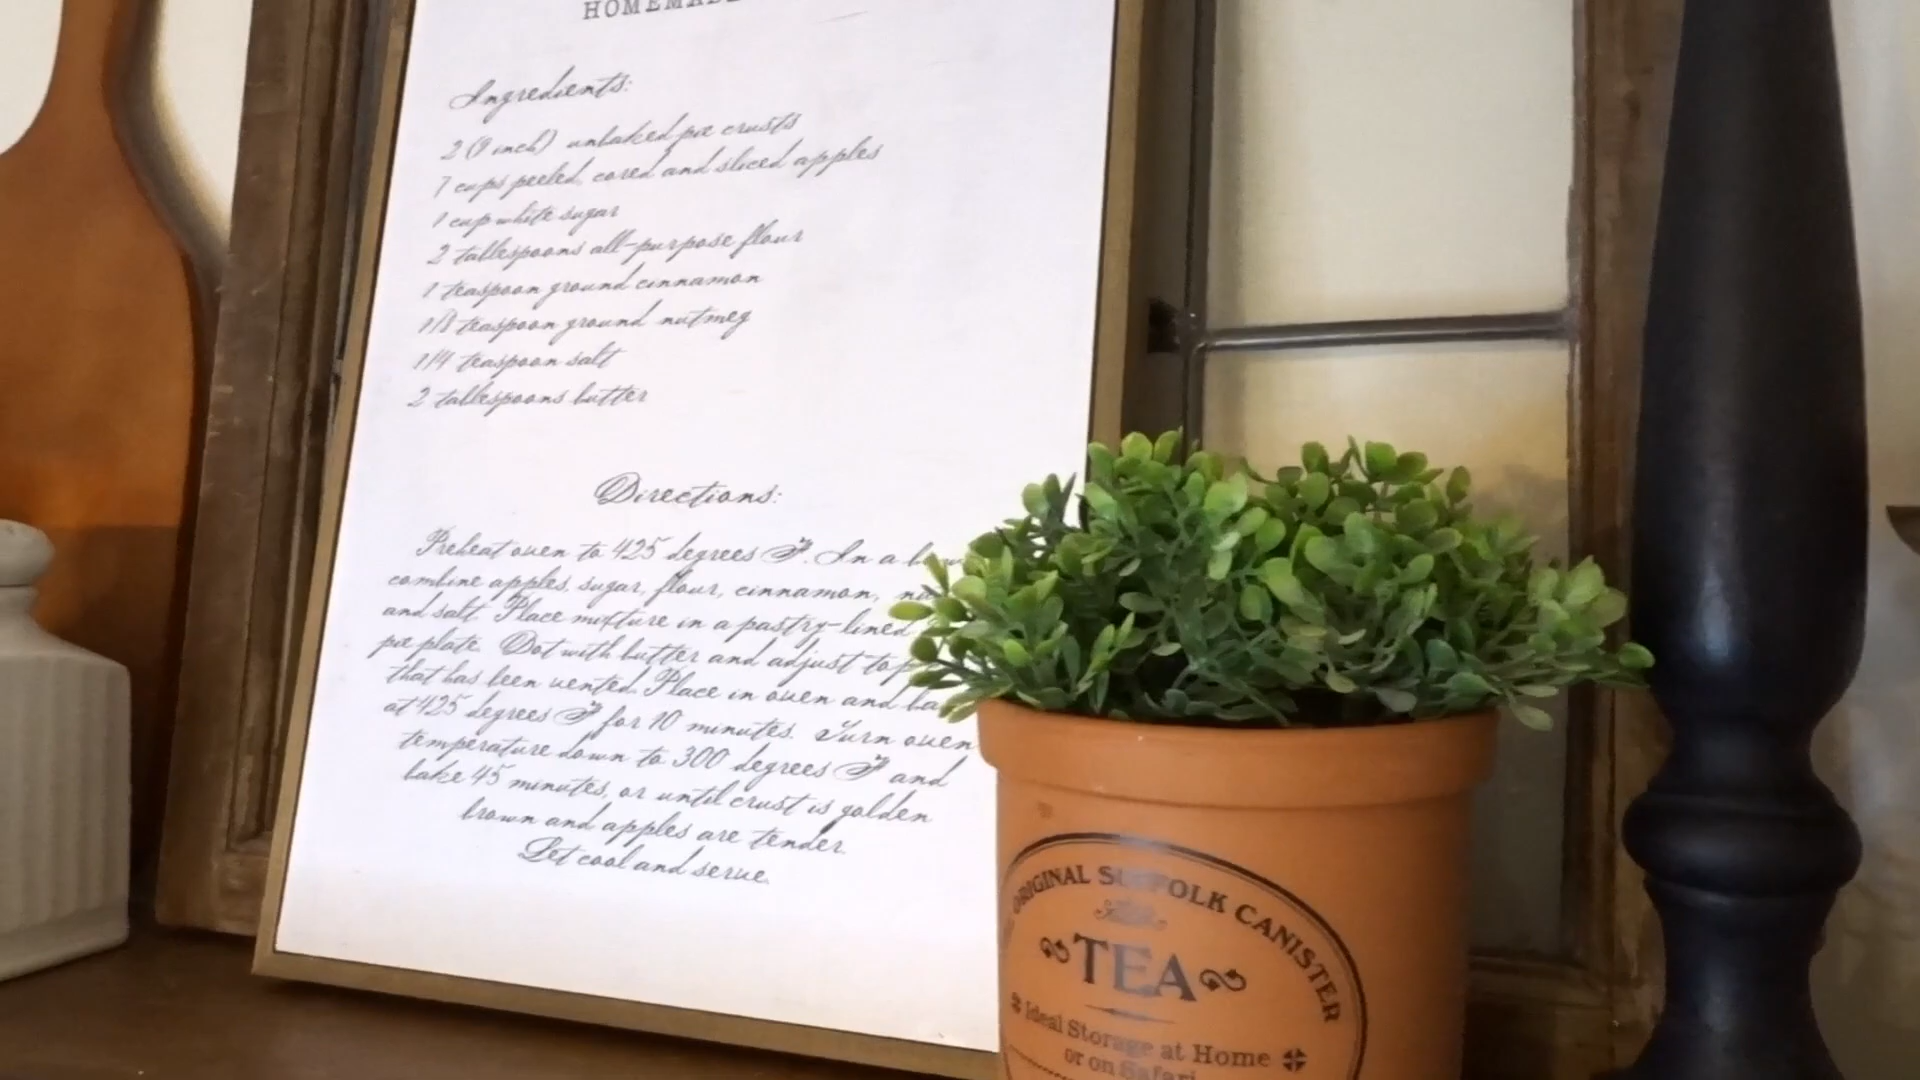 HOMEMADE
Ingredients:
2 (9 inch) unbaked pie crusts
7 cups peeled, cored and sliced apples
1 cup white sugar
2 tablespoons all-purpose flour
1 teaspoon ground cinnamon
1/8 teaspoon ground nutmeg
1/4 teaspoon salt
2 tablespoons butter
Directions:
Preheat oven to 425 degrees F. In a
combine apples, sugar, flour, cinnamon,
and salt. Place mixture in a pastry-lined
pie plate. Dot with butter and adjust top
that has been vented. Place in oven and
at 425 degrees F for 10 minutes. Turn oven
temperature down to 300 degrees F and
bake 45 minutes, or until crust is golden
brown and apples are tender.
Let cool and serve.
ORIGINAL SUFFOLK CANISTER
TEA
Ideal Storage at Home
or on Safari